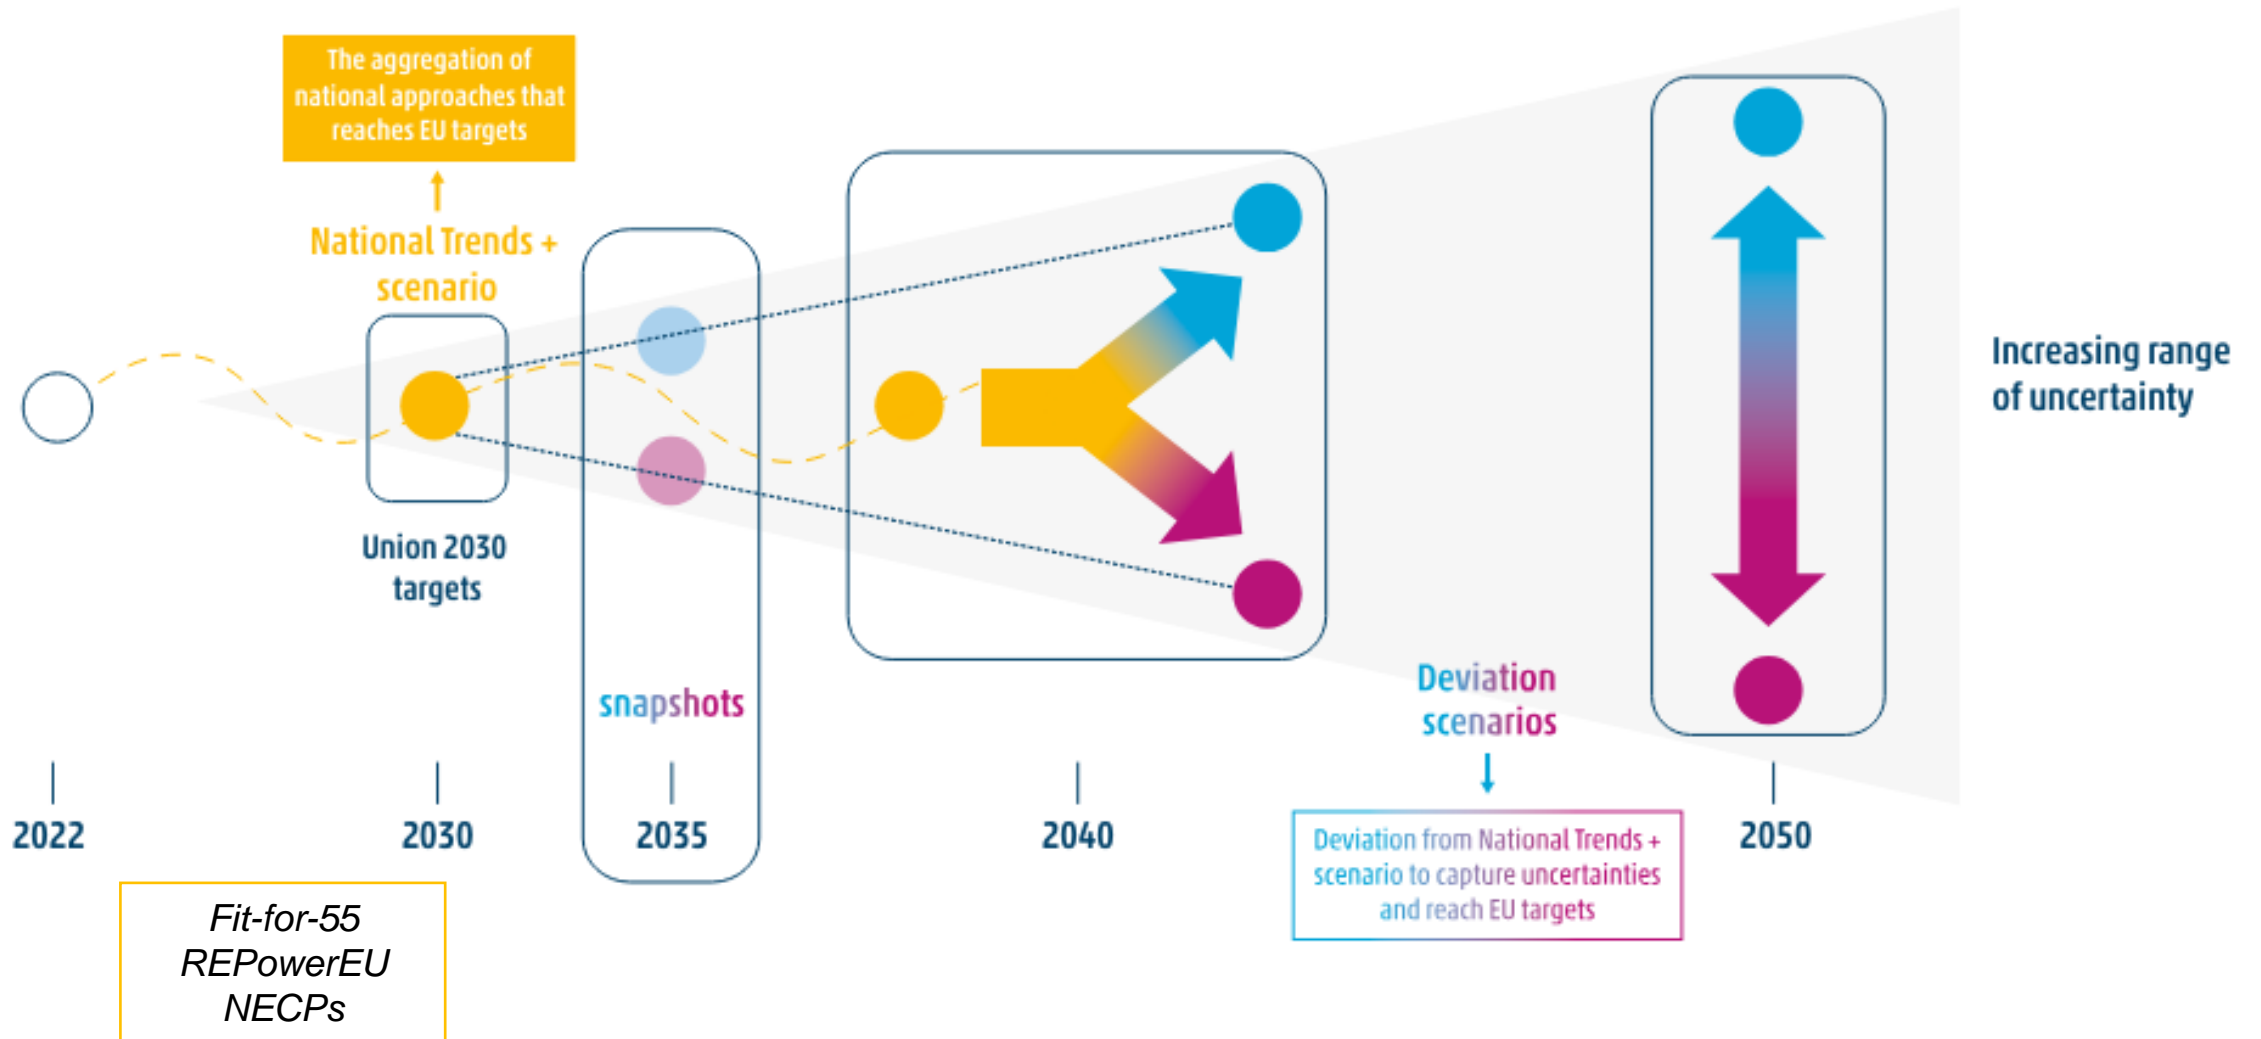 The aggregation of
national approaches that
reaches EU targets
National Trends +
scenario
Union 2030
targets
snapshots
Increasing range
of uncertainty
Deviation
scenarios
2022
2030
2035
2040
2050
Deviation from National Trends +
scenario to capture uncertainties
and reach EU targets
Fit-for-55
REPowerEU
NECPs